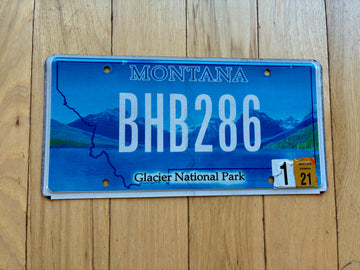 MONTANA
BHB286
Glacier National Park
1 21